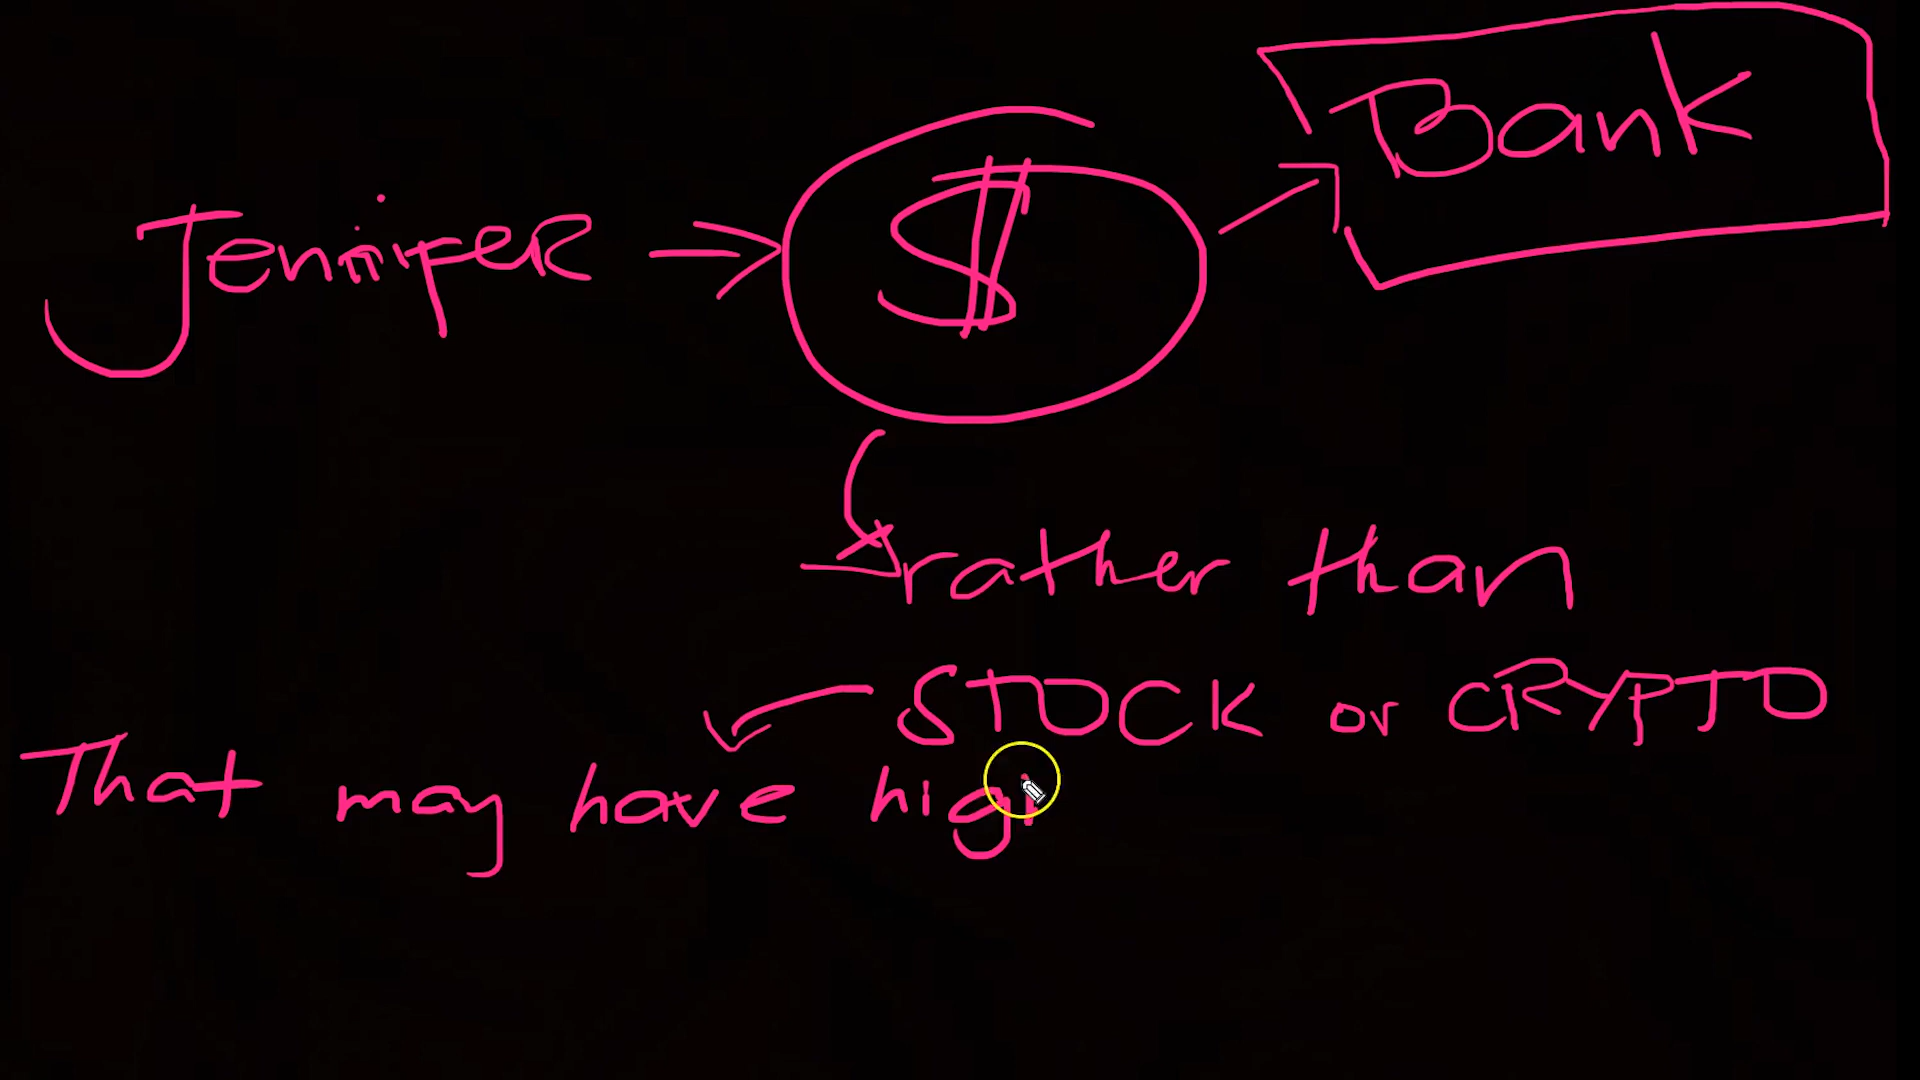 Jennifer → $ → Bank
rather than
STOCK or CRYPTO
That may have hig